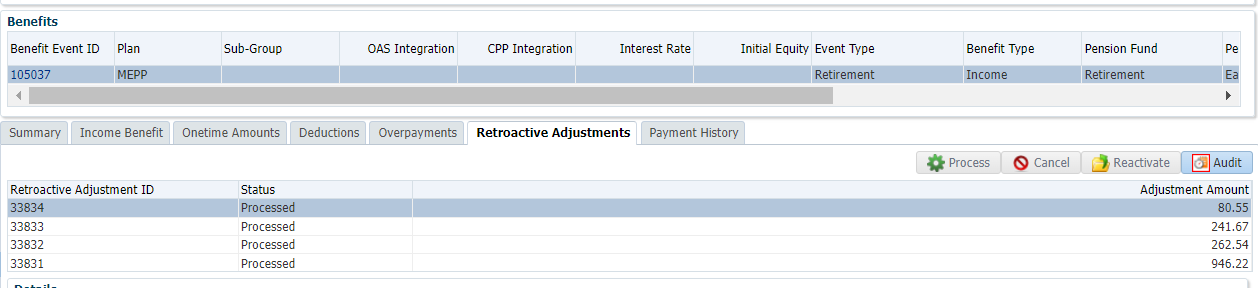 Benefits
Benefit Event ID Plan Sub-Group OAS Integration CPP Integration Interest Rate Initial Equity Event Type Benefit Type Pension Fund Pe
105037 MEPP Retirement Income Retirement Ea
Summary Income Benefit Onetime Amounts Deductions Overpayments Retroactive Adjustments Payment History
Process Cancel Reactivate Audit
Retroactive Adjustment ID Status Adjustment Amount
33834 Processed 80.55
33833 Processed 241.67
33832 Processed 262.54
33831 Processed 946.22
Details